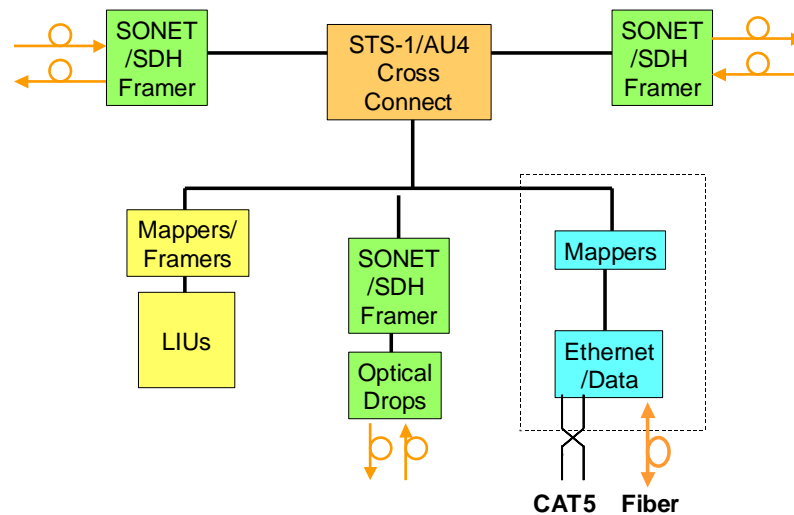 SONET
/SDH
Framer
STS-1/AU4
Cross
Connect
SONET
/SDH
Framer
Mappers/
Framers
LIUs
SONET
/SDH
Framer
Optical
Drops
Mappers
Ethernet
/Data
CAT5 Fiber